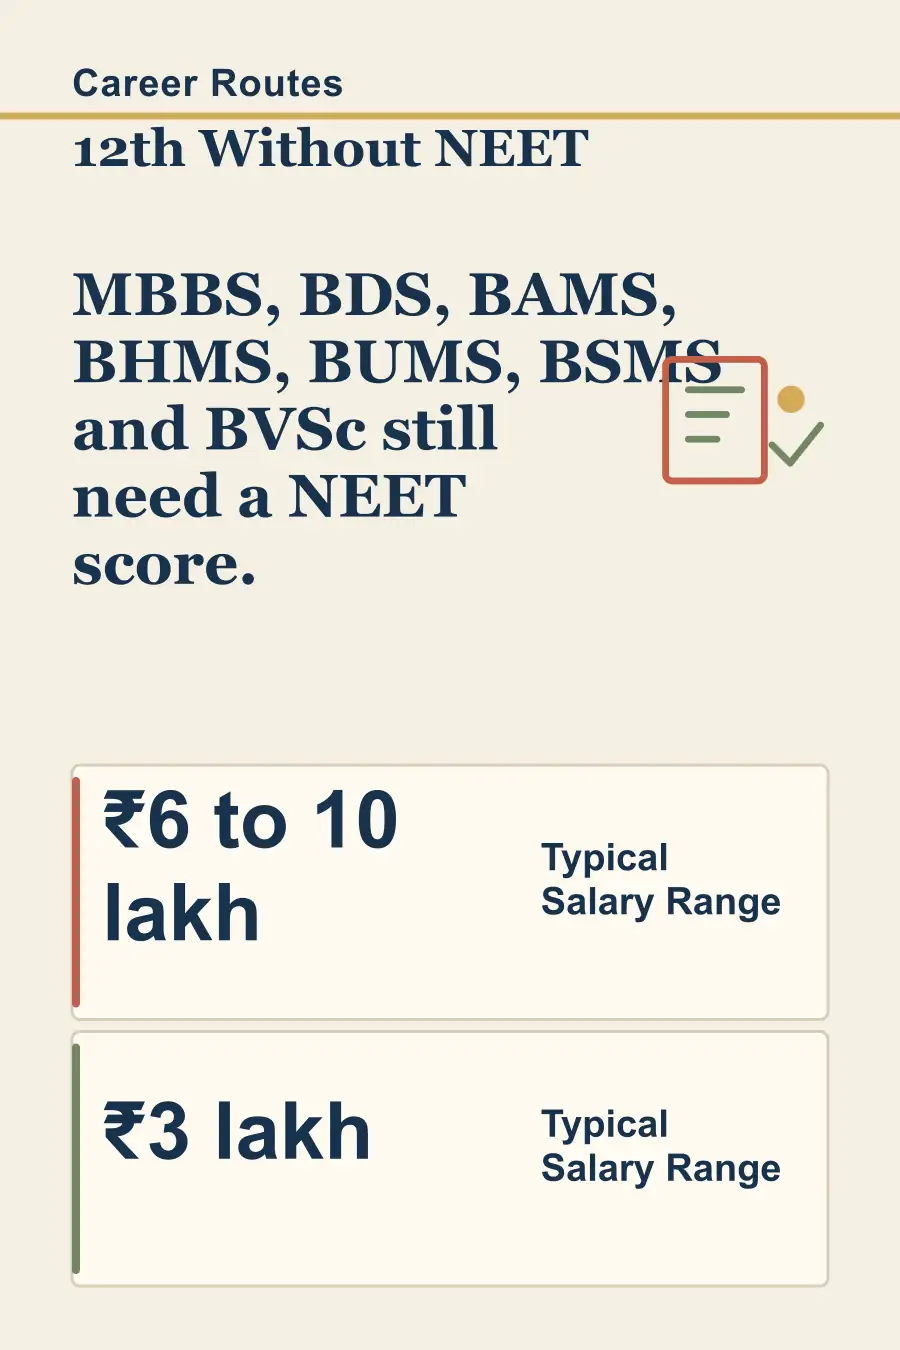 Career Routes
12th Without NEET
MBBS, BDS, BAMS,
BHMS, BUMS, BSMS
and BVSc still
need a NEET
score.
₹6 to 10
lakh
Typical
Salary Range
₹3 lakh
Typical
Salary Range